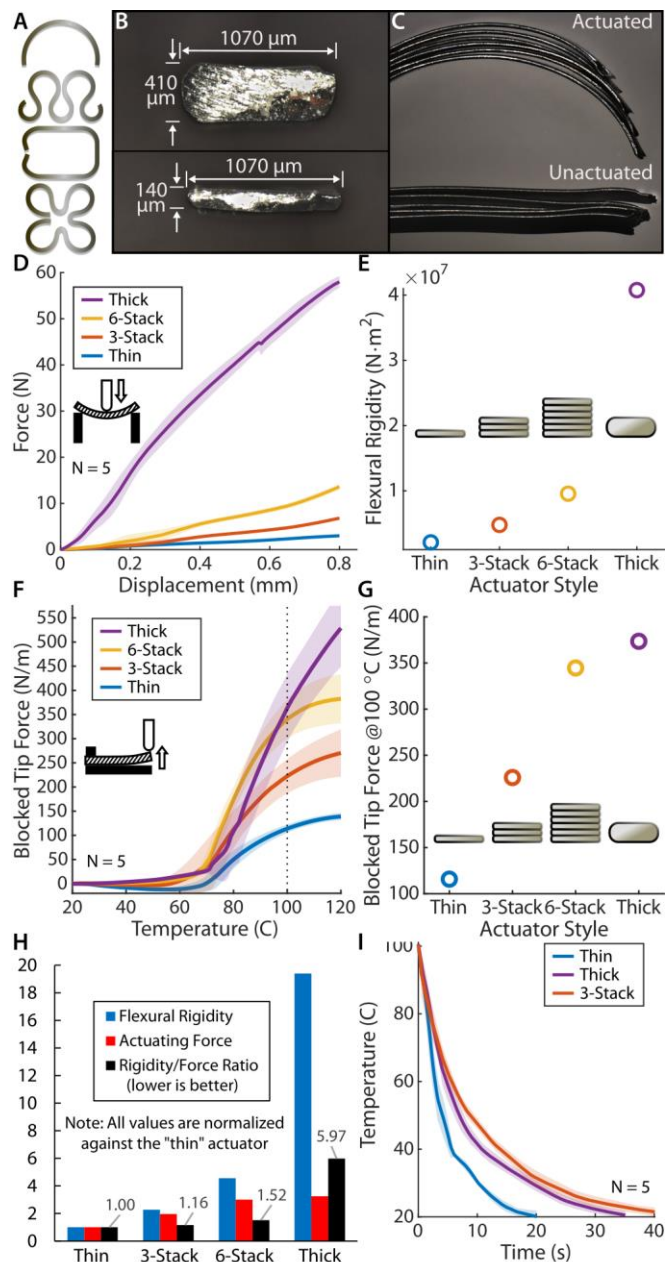 A
B
1070 µm
410
µm
1070 µm
140
µm
C
Actuated
Unactuated
D
60
50
40
30
20
10
0
Force (N)
Thick
6-Stack
3-Stack
Thin
N = 5
0
0.2
0.4
0.6
0.8
Displacement (mm)
E
×10⁷
4
3
2
1
Flexural Rigidity (N·m²)
Thin
3-Stack
6-Stack
Thick
Actuator Style
F
550
500
450
400
350
300
250
200
150
100
50
0
Blocked Tip Force (N/m)
Thick
6-Stack
3-Stack
Thin
N = 5
20
40
60
80
100
120
Temperature (C)
G
400
350
300
250
200
150
100
Blocked Tip Force @100 °C (N/m)
Thin
3-Stack
6-Stack
Thick
Actuator Style
H
20
18
16
14
12
10
8
6
4
2
0
Flexural Rigidity
Actuating Force
Rigidity/Force Ratio
(lower is better)
Note: All values are normalized
against the "thin" actuator
1.00
1.16
1.52
5.97
Thin
3-Stack
6-Stack
Thick
I
100
80
60
40
20
Temperature (C)
Thin
Thick
3-Stack
N = 5
0
10
20
30
40
Time (s)